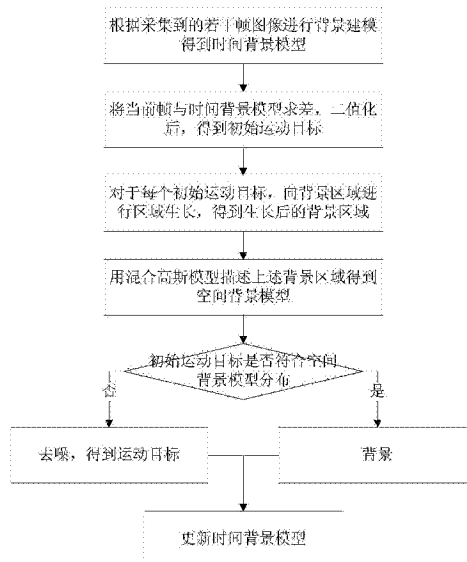 根据采集到的若干帧图像进行背景建模
得到时间背景模型
将当前帧与时间背景模型求差，二值化
后，得到初始运动目标
对于每个初始运动目标，向背景区域进
行区域生长，得到生长后的背景区域
用混合高斯模型描述上述背景区域得到
空间背景模型
初始运动目标是否符合空间
背景模型分布
否
是
去噪，得到运动目标
背景
更新时间背景模型